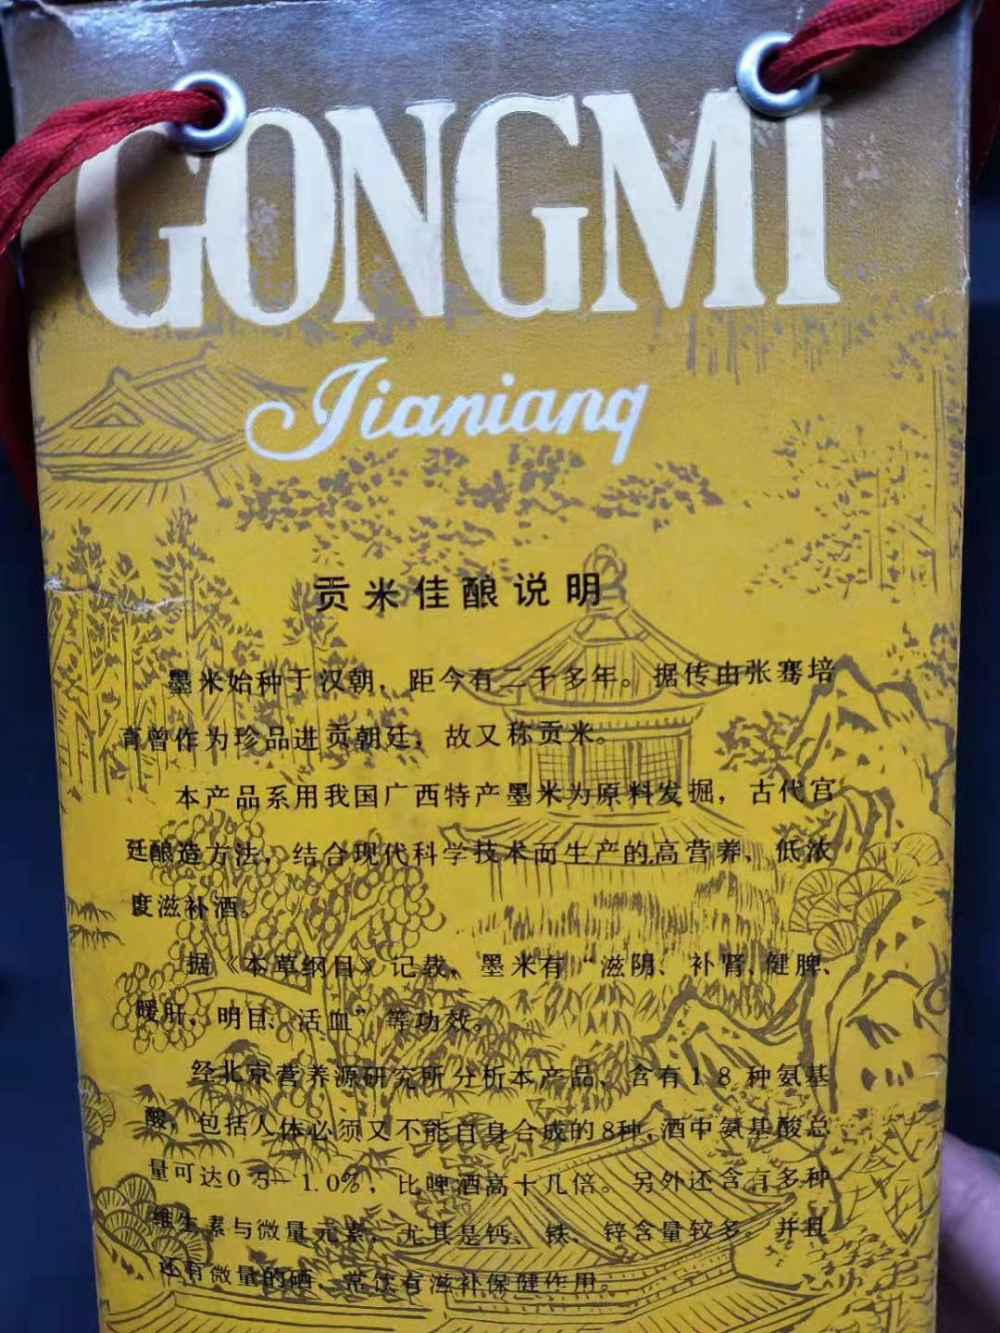 GONGMI
Jianiang
贡米佳酿说明
墨米始种于汉朝，距今有二千多年。据传由张骞培
育曾作为珍品进贡朝廷，故又称贡米。
本产品系用我国广西特产墨米为原料发掘，古代宫
廷酿造方法，结合现代科学技术而生产的高营养、低浓
度滋补酒。
据《本草纲目》记载，墨米有“滋阴、补肾、健脾、
暖肝，明目、活血”等功效。
经北京营养源研究所分析本产品，含有18种氨基
酸，包括人体必须又不能自身合成的8种，酒中氨基酸总
量可达0.5—1.0%，比啤酒高十几倍。另外还含有多种
维生素与微量元素，尤其是钙、铁、锌含量较多。并且
还有微量的硒，常饮有滋补保健作用。